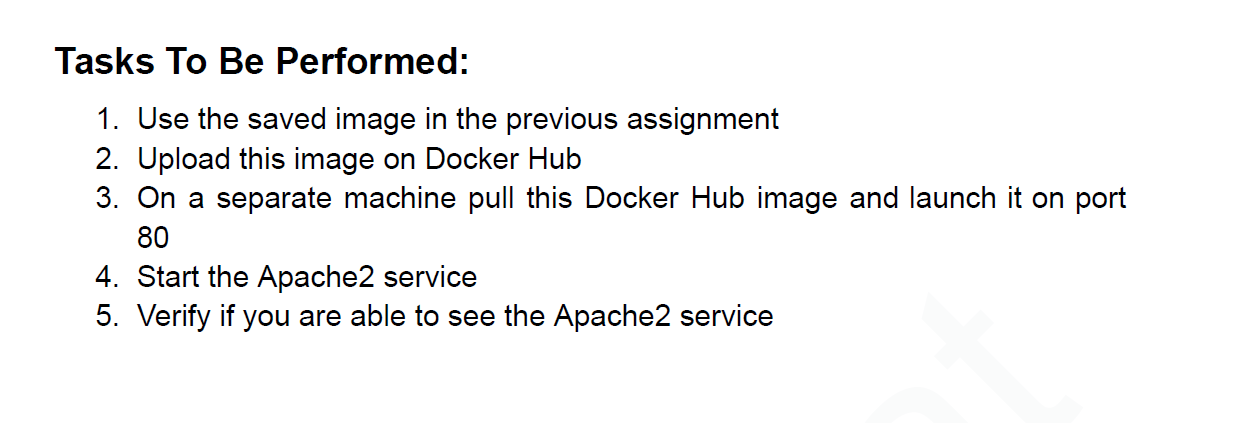 Tasks To Be Performed:
1. Use the saved image in the previous assignment
2. Upload this image on Docker Hub
3. On a separate machine pull this Docker Hub image and launch it on port
80
4. Start the Apache2 service
5. Verify if you are able to see the Apache2 service